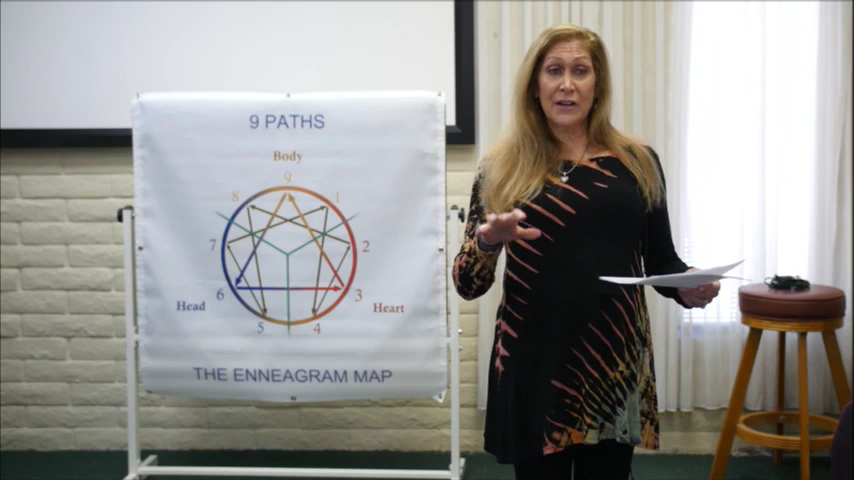 9 PATHS
Body
9
8 1
7 2
6 3
Head Heart
5 4
THE ENNEAGRAM MAP